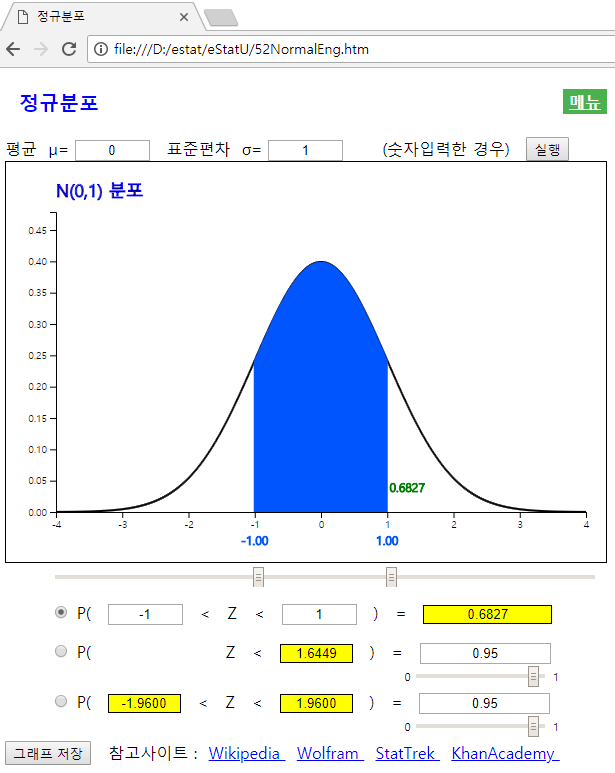 정규분포
file:///D:/estat/eStatU/52NormalEng.htm
정규분포 메뉴
평균 μ= 0 표준편차 σ= 1 (숫자입력한 경우) 실행
N(0,1) 분포
0.45
0.40
0.35
0.30
0.25
0.20
0.15
0.10
0.05
0.6827
0.00
-4 -3 -2 -1 0 1 2 3 4
-1.00 1.00
P( -1 < Z < 1 ) = 0.6827
P( Z < 1.6449 ) = 0.95
0 1
P( -1.9600 < Z < 1.9600 ) = 0.95
0 1
그래프 저장 참고사이트 : Wikipedia Wolfram StatTrek KhanAcademy